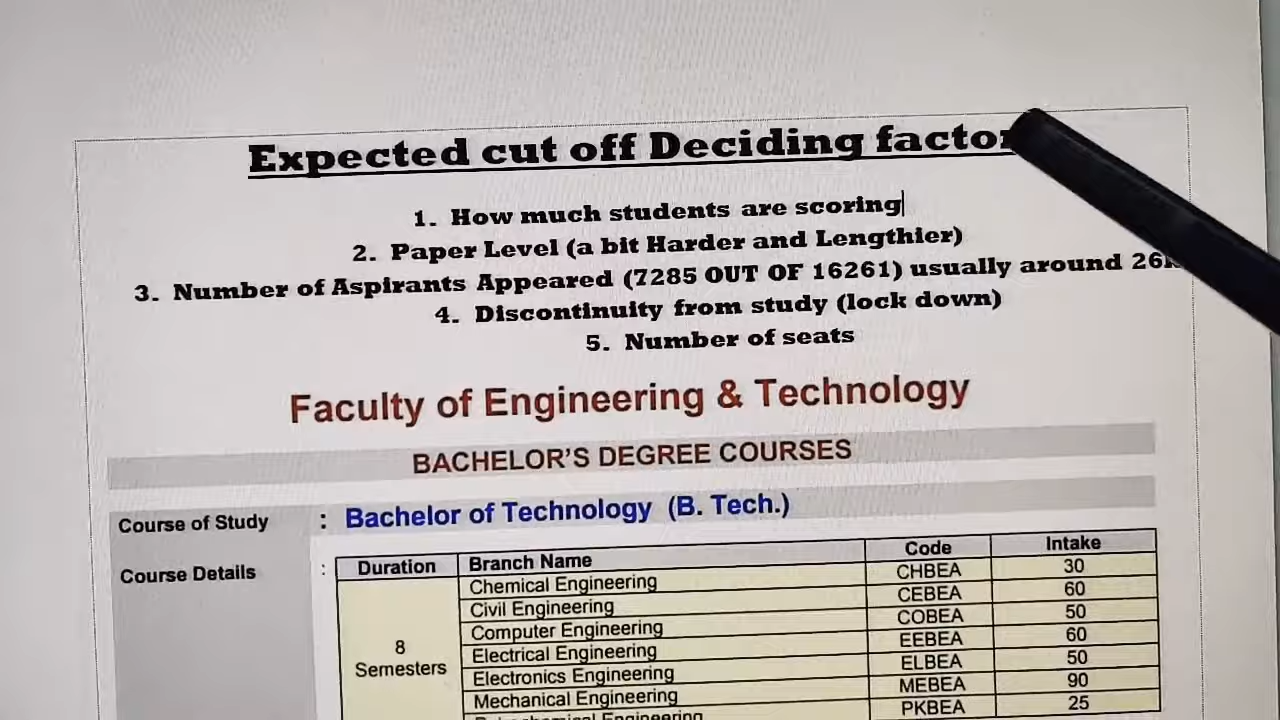 Expected cut off Deciding factor
1. How much students are scoring
2. Paper Level (a bit Harder and Lengthier)
3. Number of Aspirants Appeared (7285 OUT OF 16261) usually around 26K
4. Discontinuity from study (lock down)
5. Number of seats
Faculty of Engineering & Technology
BACHELOR'S DEGREE COURSES
Course of Study : Bachelor of Technology (B. Tech.)
Course Details :
Duration Branch Name Code Intake
8 Semesters
Chemical Engineering CHBEA 30
Civil Engineering CEBEA 60
Computer Engineering COBEA 50
Electrical Engineering EEBEA 60
Electronics Engineering ELBEA 50
Mechanical Engineering MEBEA 90
Petrochemical Engineering PKBEA 25